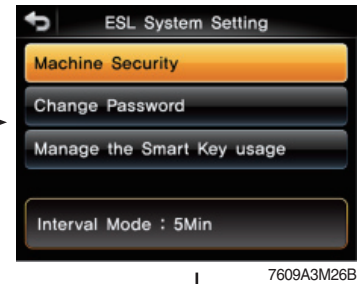 ESL System Setting
Machine Security
Change Password
Manage the Smart Key usage
Interval Mode : 5Min
7609A3M26B